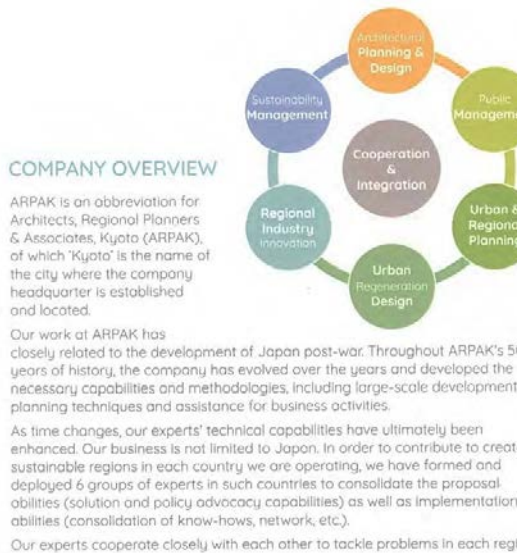 Architectural
Planning &
Design
Sustainability
Management
Public
Manageme
Cooperation
&
Integration
Regional
Industry
Innovation
Urban &
Regional
Planning
Urban
Regeneration
Design
COMPANY OVERVIEW
ARPAK is an abbreviation for
Architects, Regional Planners
& Associates, Kyoto (ARPAK),
of which 'Kyoto' is the name of
the city where the company
headquarter is established
and located.
Our work at ARPAK has
closely related to the development of Japan post-war. Throughout ARPAK's 50
years of history, the company has evolved over the years and developed the
necessary capabilities and methodologies, including large-scale development
planning techniques and assistance for business activities.
As time changes, our experts' technical capabilities have ultimately been
enhanced. Our business is not limited to Japan. In order to contribute to create
sustainable regions in each country we are operating, we have formed and
deployed 6 groups of experts in such countries to consolidate the proposal
abilities (solution and policy advocacy capabilities) as well as implementation
abilities (consolidation of know-hows, network, etc.).
Our experts cooperate closely with each other to tackle problems in each regi